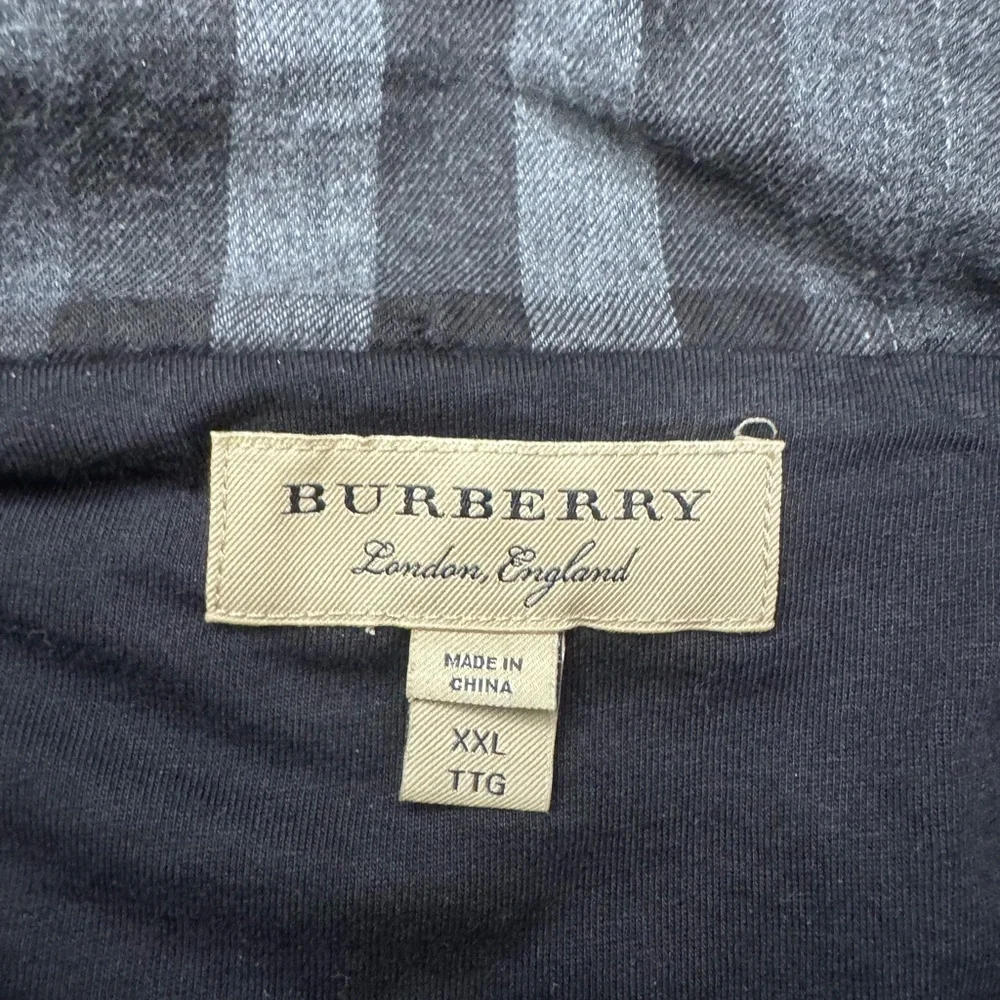 BURBERRY
London, England
MADE IN
CHINA
XXL
TTG